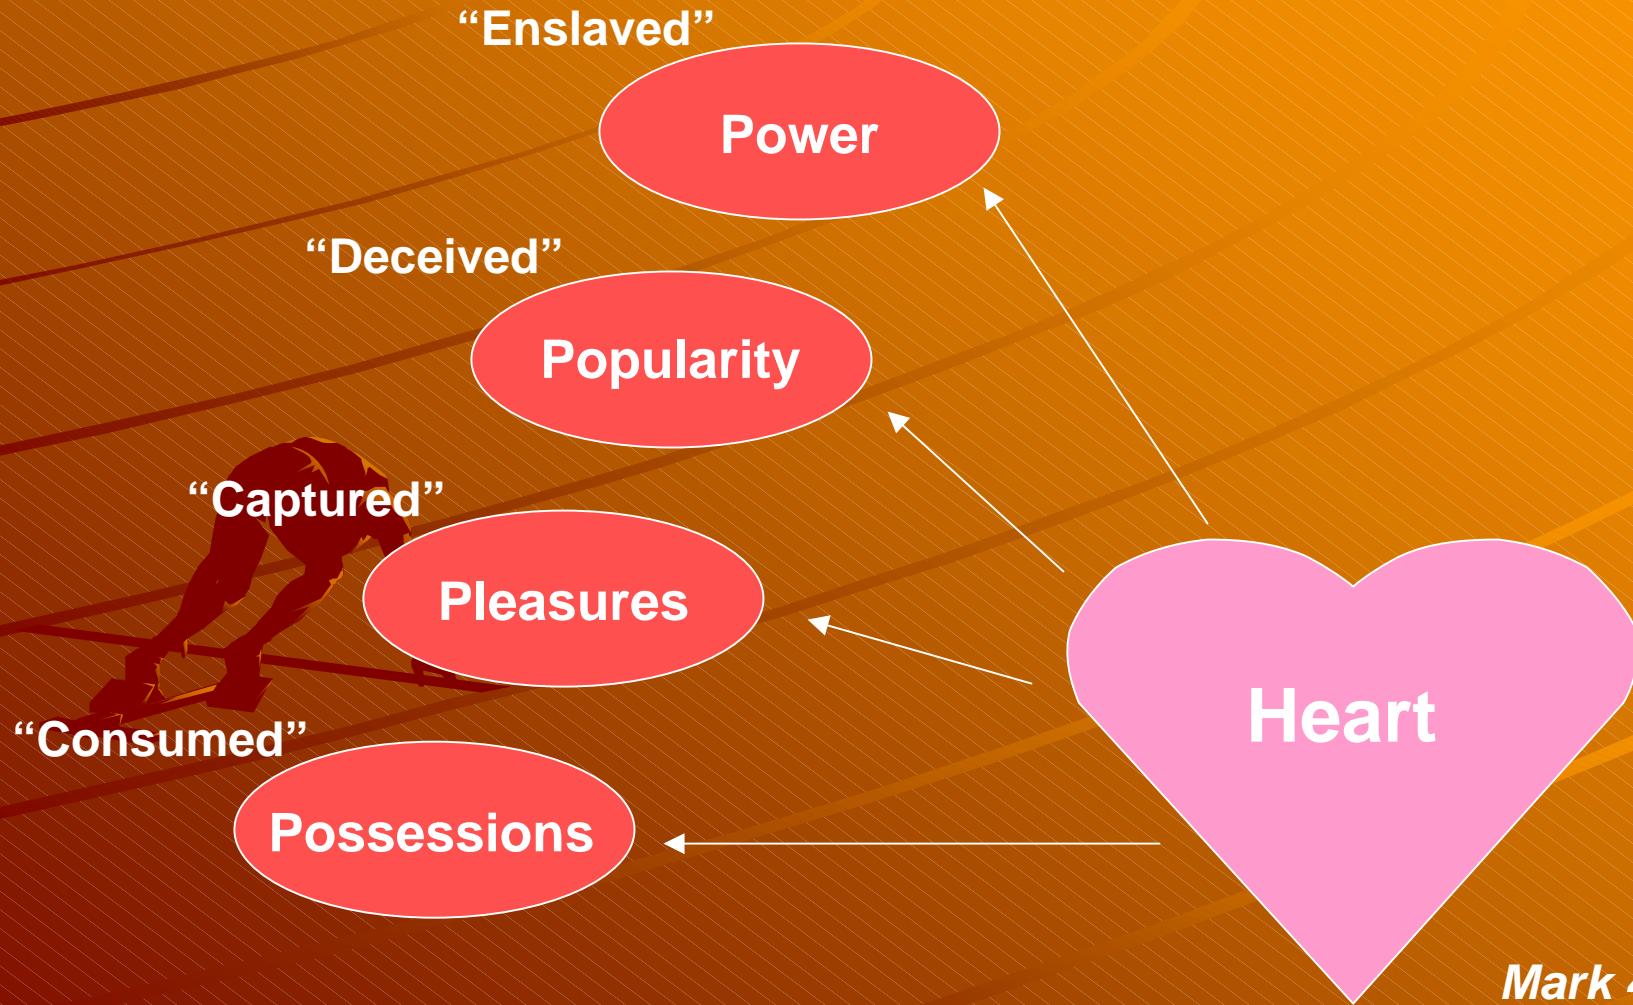 “Enslaved”
Power
“Deceived”
Popularity
“Captured”
Pleasures
Heart
“Consumed”
Possessions
Mark